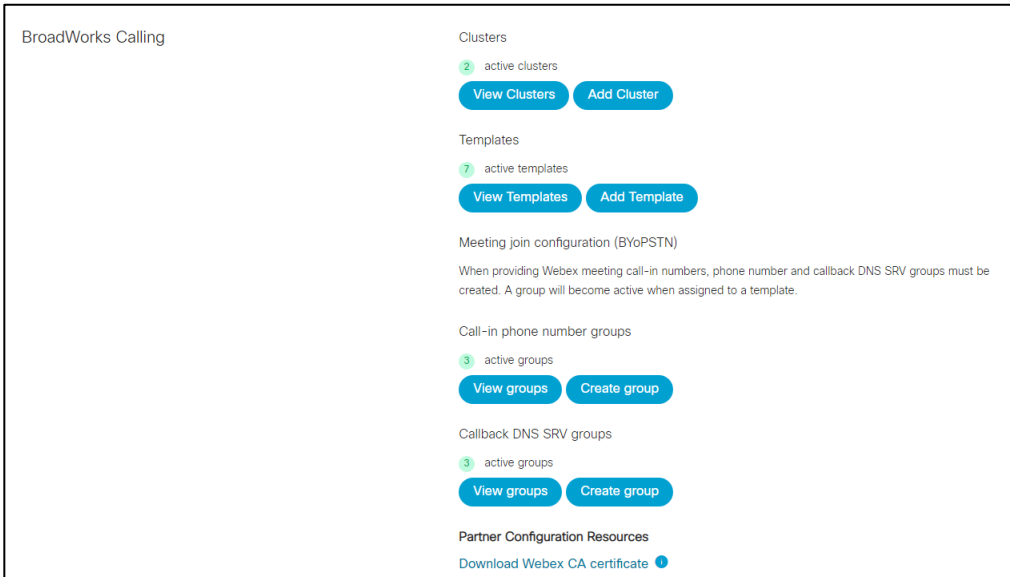 BroadWorks Calling
Clusters
2 active clusters
View Clusters Add Cluster
Templates
7 active templates
View Templates Add Template
Meeting join configuration (BYoPSTN)
When providing Webex meeting call-in numbers, phone number and callback DNS SRV groups must be
created. A group will become active when assigned to a template.
Call-in phone number groups
3 active groups
View groups Create group
Callback DNS SRV groups
3 active groups
View groups Create group
Partner Configuration Resources
Download Webex CA certificate i